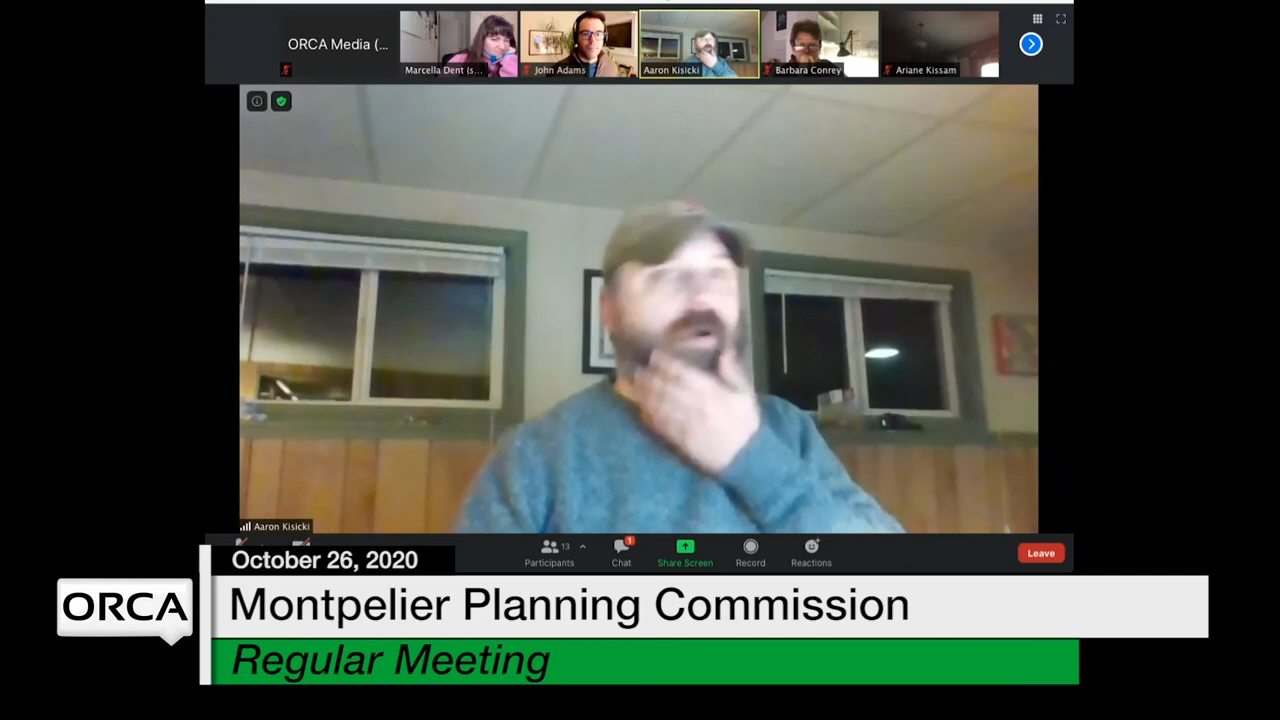 ORCA Media (...
Marcella Dent (s...
John Adams
Aaron Kisicki
Barbara Conrey
Ariane Kissam
Aaron Kisicki
13
1
Participants
Chat
Share Screen
Record
Reactions
Leave
October 26, 2020
ORCA
Montpelier Planning Commission
Regular Meeting